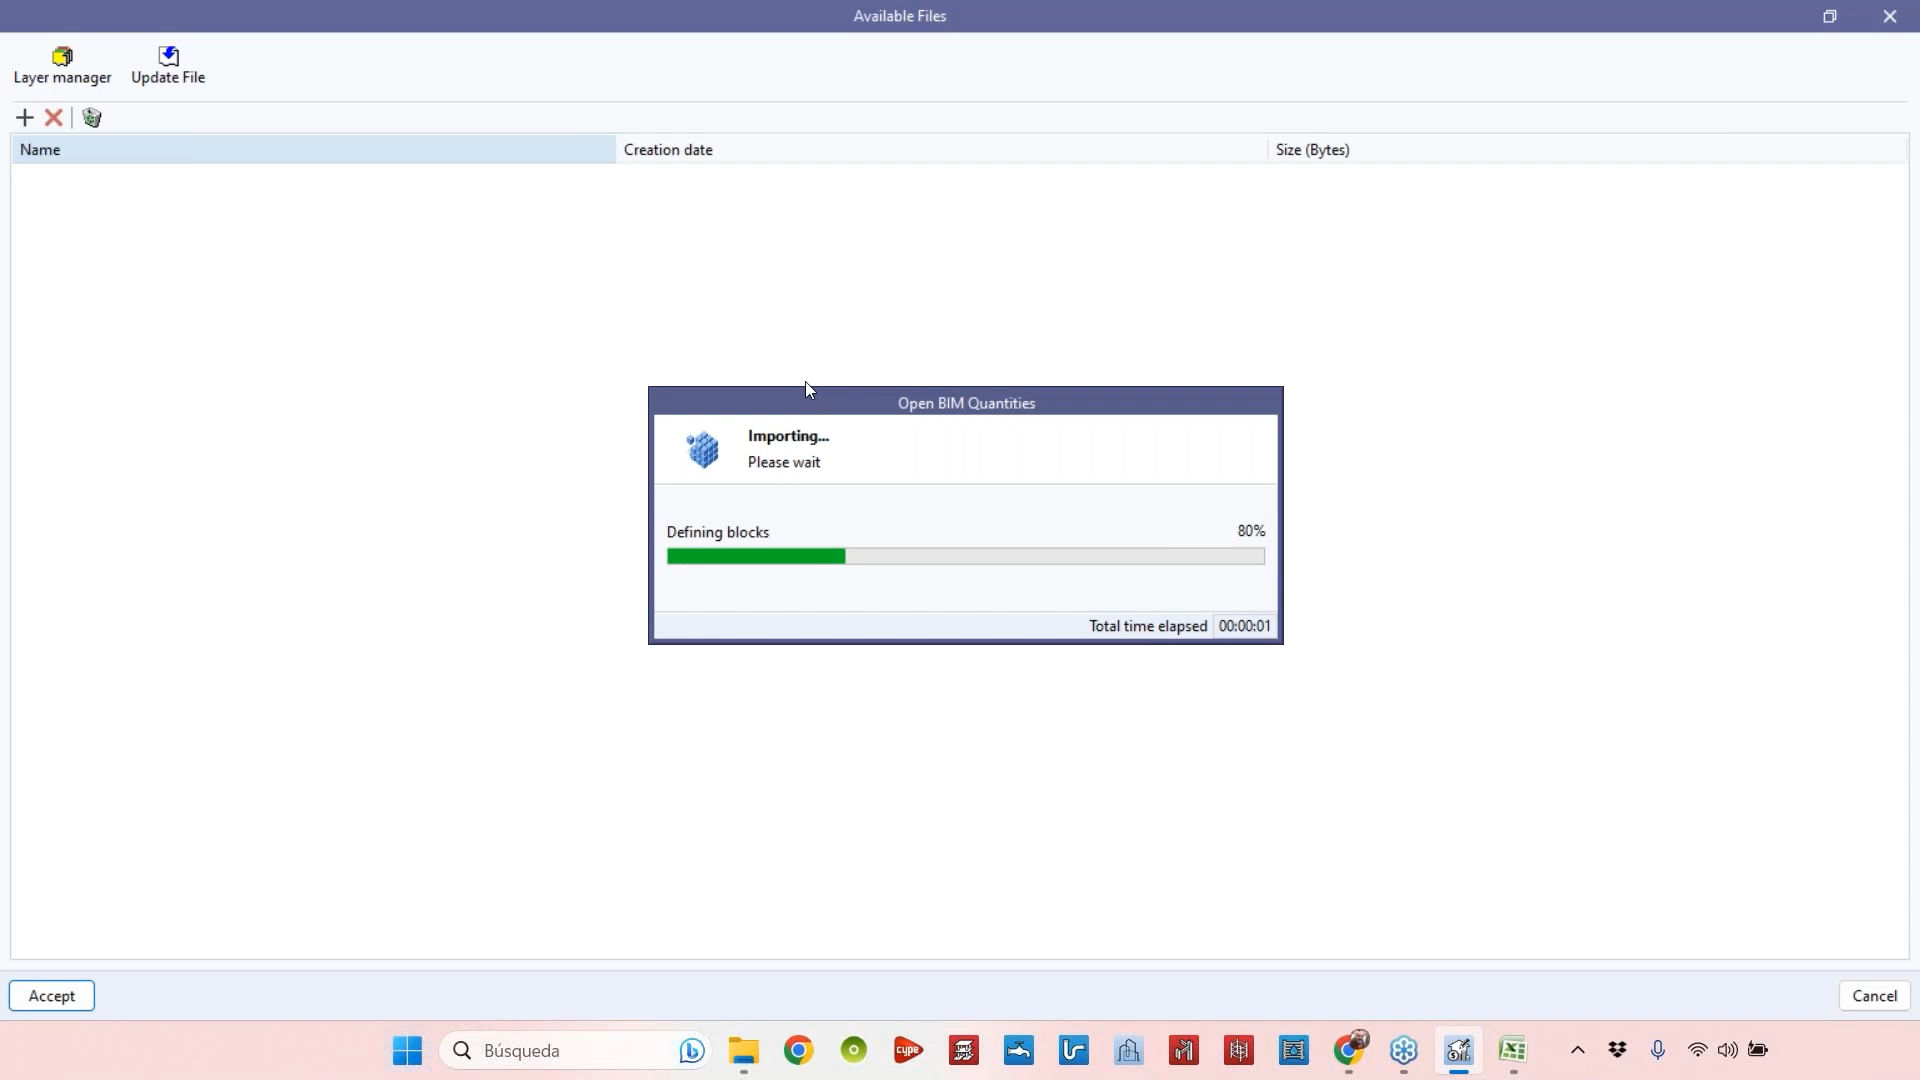 Available Files
Layer manager
Update File
Name
Creation date
Size (Bytes)
Open BIM Quantities
Importing...
Please wait
Defining blocks
80%
Total time elapsed
00:00:01
Accept
Cancel
Búsqueda
cype